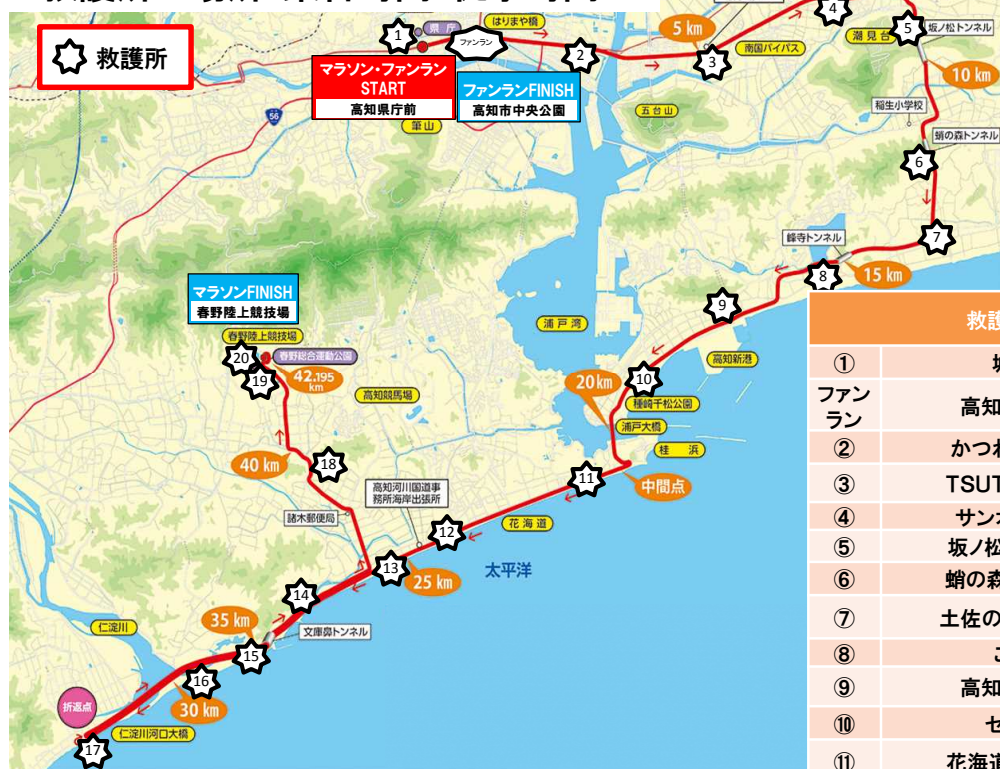 救護所
マラソン・ファンラン
START
高知県庁前
ファンランFINISH
高知市中央公園
マラソンFINISH
春野陸上競技場
1
県庁
ファンラン
はりまや橋
2
5 km
3
南国バイパス
4
潮見台
5
坂ノ松トンネル
10 km
稲生小学校
蛸の森トンネル
6
7
56
筆山
五台山
峰寺トンネル
15 km
8
9
高知新港
浦戸湾
20km
10
種崎千松公園
浦戸大橋
桂 浜
中間点
11
花海道
12
高知河川国道事
務所海岸出張所
諸木郵便局
13
25 km
太平洋
14
35 km
文庫鼻トンネル
15
16
30 km
仁淀川
折返点
仁淀川河口大橋
17
18
40 km
高知競馬場
春野陸上競技場
春野総合運動公園
20
19
42.195
km
救護
①
ファン
ラン
高知
②
かつ
③
TSUT
④
サン
⑤
坂ノ松
⑥
蛸の森
⑦
土佐の
⑧
⑨
高知
⑩
セ
⑪
花海道